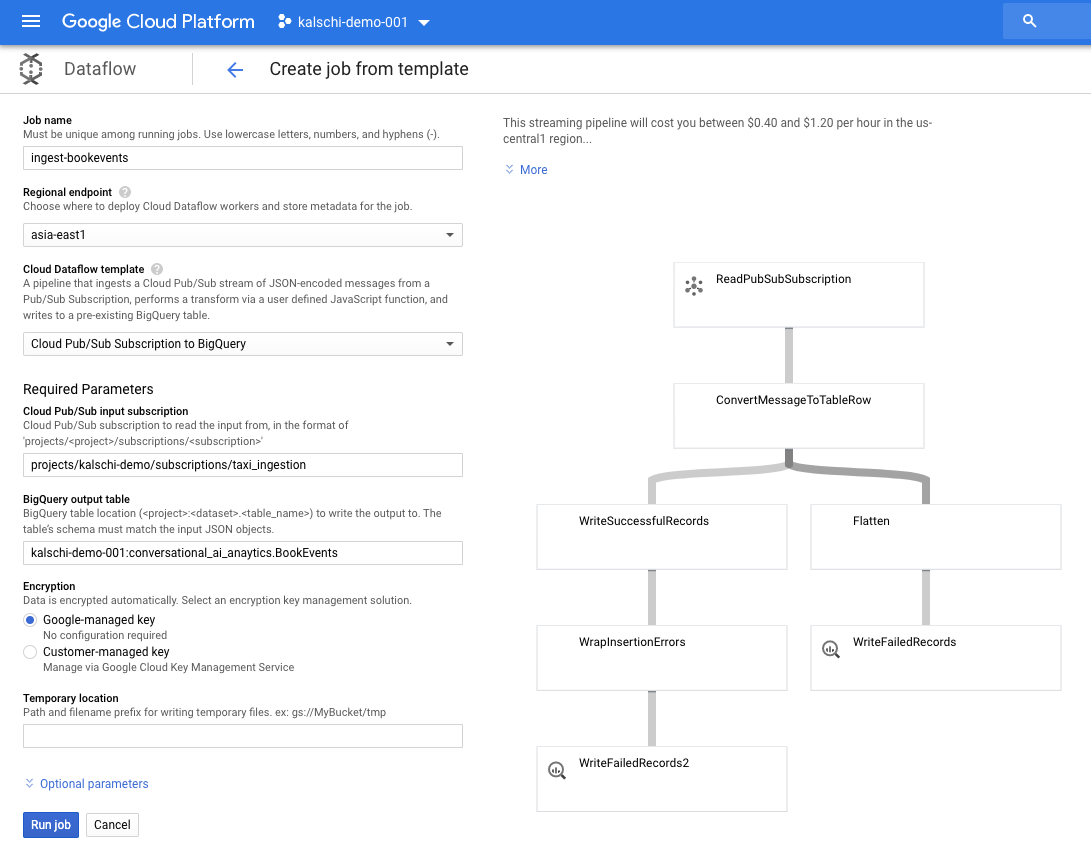 Google Cloud Platform
kalschi-demo-001
Dataflow
Create job from template
Job name
Must be unique among running jobs. Use lowercase letters, numbers, and hyphens (-).
ingest-bookevents
Regional endpoint ?
Choose where to deploy Cloud Dataflow workers and store metadata for the job.
asia-east1
Cloud Dataflow template ?
A pipeline that ingests a Cloud Pub/Sub stream of JSON-encoded messages from a
Pub/Sub Subscription, performs a transform via a user defined JavaScript function, and
writes to a pre-existing BigQuery table.
Cloud Pub/Sub Subscription to BigQuery
Required Parameters
Cloud Pub/Sub input subscription
Cloud Pub/Sub subscription to read the input from, in the format of
'projects/<project>/subscriptions/<subscription>'
projects/kalschi-demo/subscriptions/taxi_ingestion
BigQuery output table
BigQuery table location (<project>:<dataset>.<table_name>) to write the output to. The
table's schema must match the input JSON objects.
kalschi-demo-001:conversational_ai_anaytics.BookEvents
Encryption
Data is encrypted automatically. Select an encryption key management solution.
Google-managed key
No configuration required
Customer-managed key
Manage via Google Cloud Key Management Service
Temporary location
Path and filename prefix for writing temporary files. ex: gs://MyBucket/tmp
Optional parameters
Run job
Cancel
This streaming pipeline will cost you between $0.40 and $1.20 per hour in the us-
central1 region...
More
ReadPubSubSubscription
ConvertMessageToTableRow
WriteSuccessfulRecords
Flatten
WrapInsertionErrors
WriteFailedRecords
WriteFailedRecords2